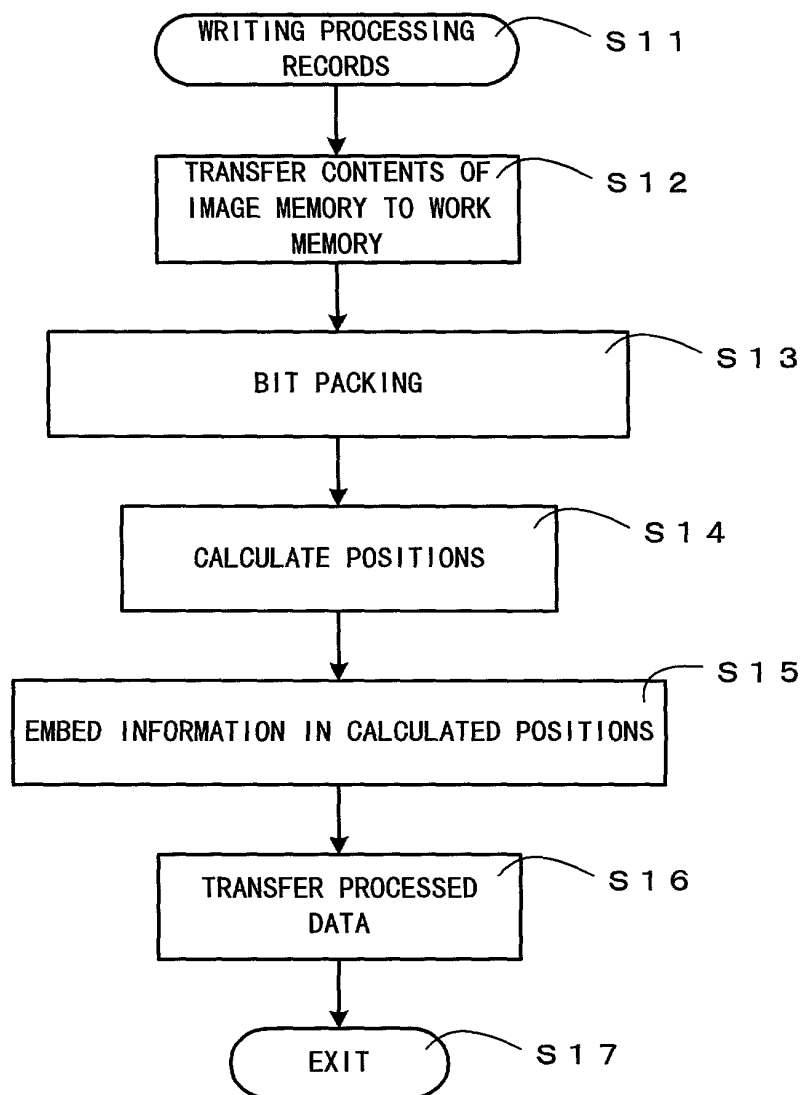 WRITING PROCESSING
RECORDS
S11
TRANSFER CONTENTS OF
IMAGE MEMORY TO WORK
MEMORY
S12
BIT PACKING
S13
CALCULATE POSITIONS
S14
EMBED INFORMATION IN CALCULATED POSITIONS
S15
TRANSFER PROCESSED
DATA
S16
EXIT
S17